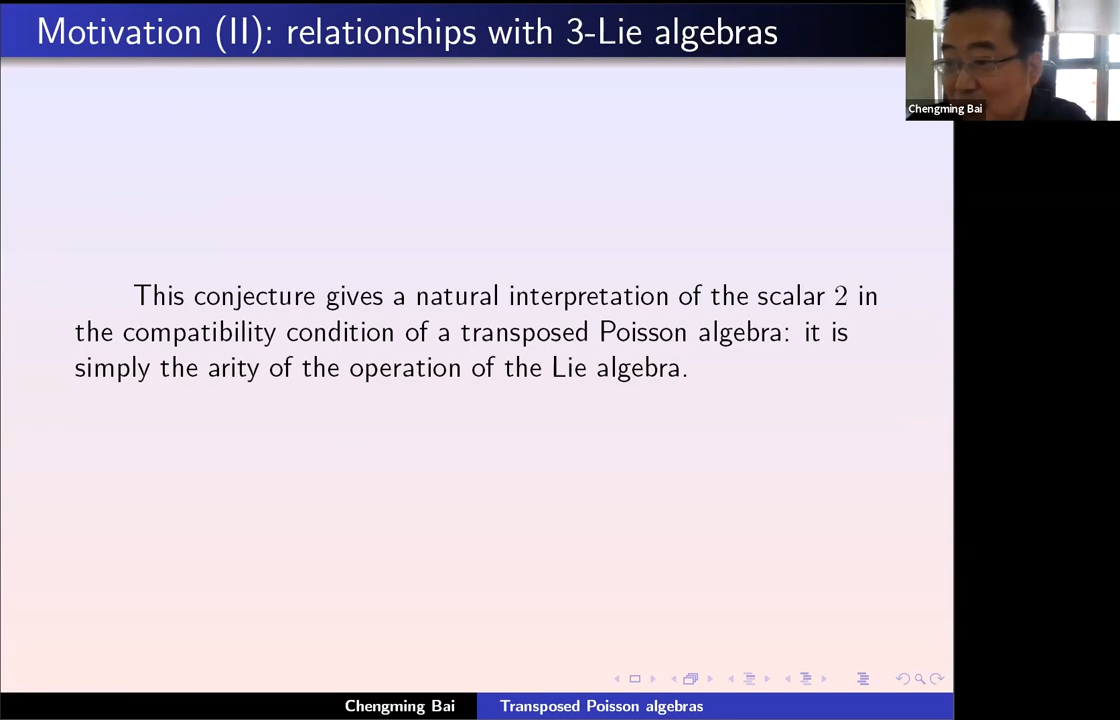 Motivation (II): relationships with 3-Lie algebras
Chengming Bai
This conjecture gives a natural interpretation of the scalar 2 in
the compatibility condition of a transposed Poisson algebra: it is
simply the arity of the operation of the Lie algebra.
Chengming Bai
Transposed Poisson algebras